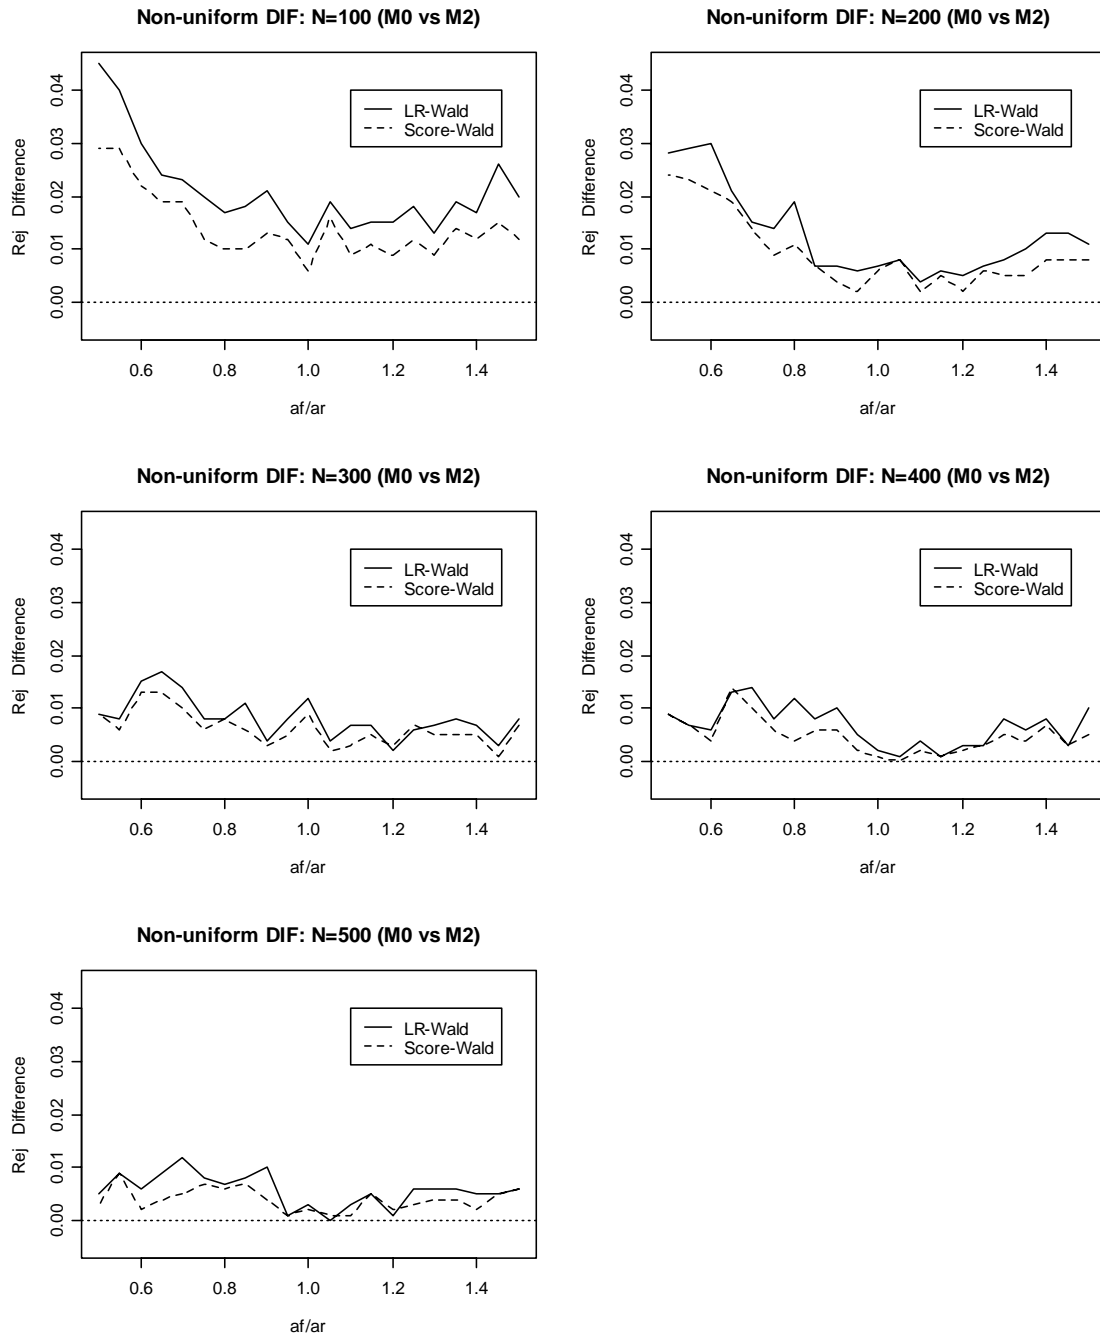 Non-uniform DIF: N=100 (M0 vs M2)
Rej Difference
0.00 0.01 0.02 0.03 0.04
LR-Wald
Score-Wald
0.6 0.8 1.0 1.2 1.4
af/ar
Non-uniform DIF: N=200 (M0 vs M2)
Rej Difference
0.00 0.01 0.02 0.03 0.04
LR-Wald
Score-Wald
0.6 0.8 1.0 1.2 1.4
af/ar
Non-uniform DIF: N=300 (M0 vs M2)
Rej Difference
0.00 0.01 0.02 0.03 0.04
LR-Wald
Score-Wald
0.6 0.8 1.0 1.2 1.4
af/ar
Non-uniform DIF: N=400 (M0 vs M2)
Rej Difference
0.00 0.01 0.02 0.03 0.04
LR-Wald
Score-Wald
0.6 0.8 1.0 1.2 1.4
af/ar
Non-uniform DIF: N=500 (M0 vs M2)
Rej Difference
0.00 0.01 0.02 0.03 0.04
LR-Wald
Score-Wald
0.6 0.8 1.0 1.2 1.4
af/ar